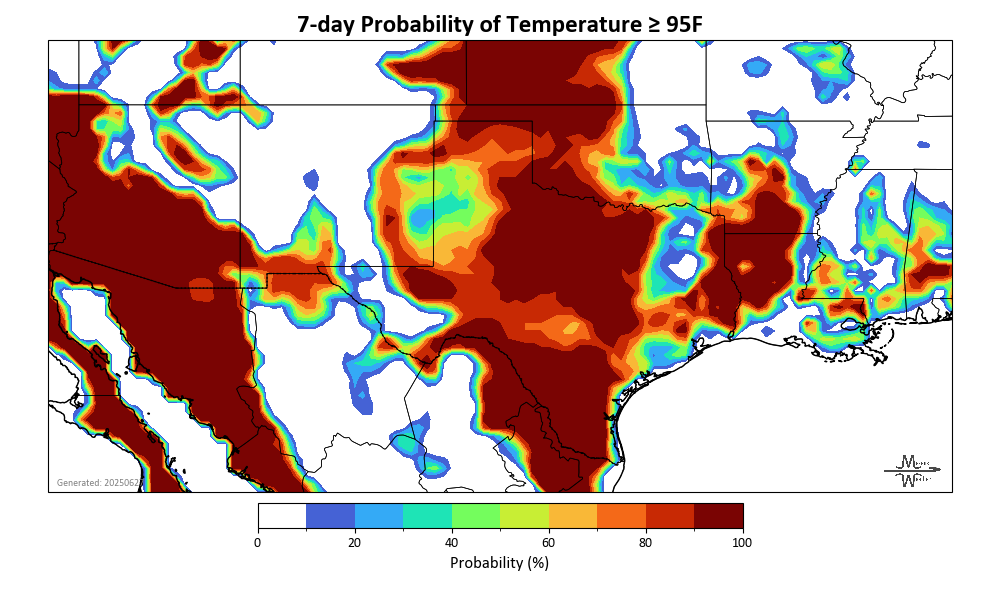 7-day Probability of Temperature ≥ 95F
Generated: 2025062
0 20 40 60 80 100
Probability (%)